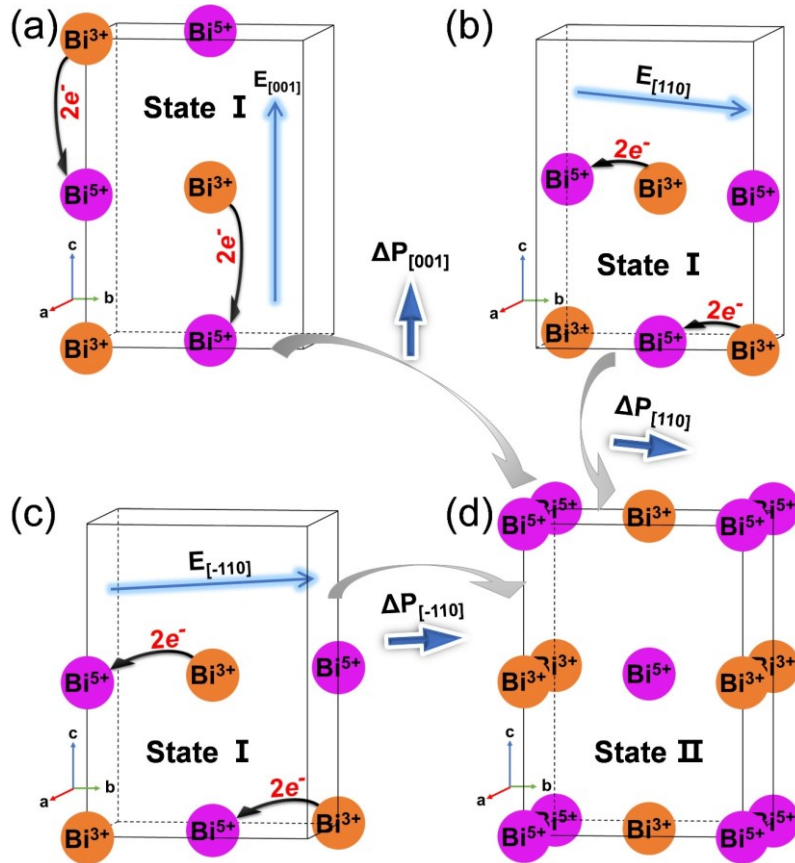 (a)
Bi³⁺
Bi⁵⁺
E[001]
State Ⅰ
2e⁻
Bi⁵⁺
Bi³⁺
2e⁻
c
b
a
Bi³⁺
Bi⁵⁺
ΔP[001]
(b)
E[110]
2e⁻
Bi⁵⁺
Bi³⁺
Bi⁵⁺
State Ⅰ
c
b
a
2e⁻
Bi³⁺
Bi⁵⁺
Bi³⁺
ΔP[110]
(c)
E[-110]
2e⁻
Bi⁵⁺
Bi³⁺
Bi⁵⁺
State Ⅰ
c
b
a
2e⁻
Bi³⁺
Bi⁵⁺
Bi³⁺
ΔP[-110]
(d)
Bi⁵⁺
Bi⁵⁺
Bi³⁺
Bi⁵⁺
Bi⁵⁺
Bi³⁺
Bi³⁺
Bi⁵⁺
Bi³⁺
Bi³⁺
State Ⅱ
c
b
a
Bi⁵⁺
Bi⁵⁺
Bi³⁺
Bi⁵⁺
Bi⁵⁺